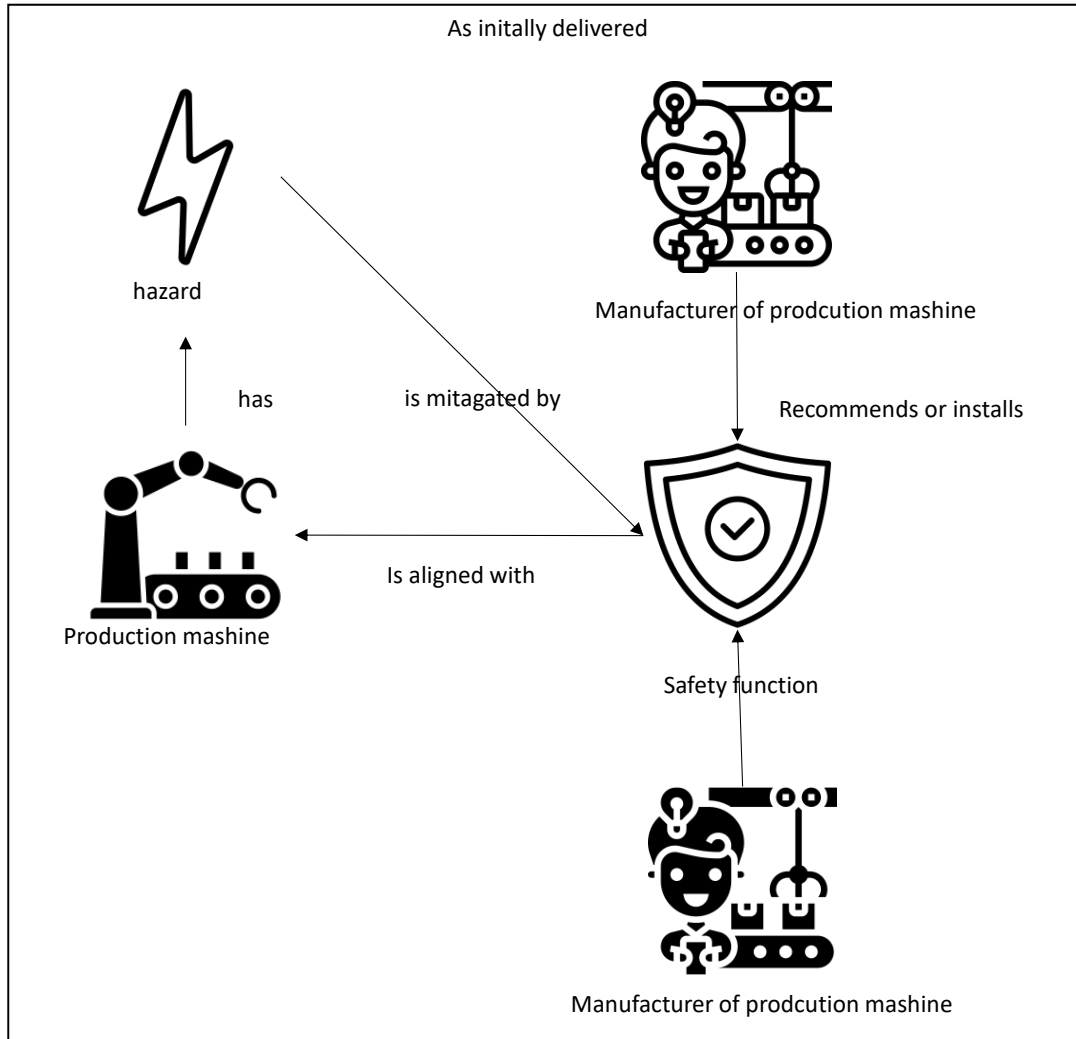 As initally delivered
hazard
Manufacturer of prodcution mashine
has
is mitagated by
Recommends or installs
Is aligned with
Production mashine
Safety function
Manufacturer of prodcution mashine